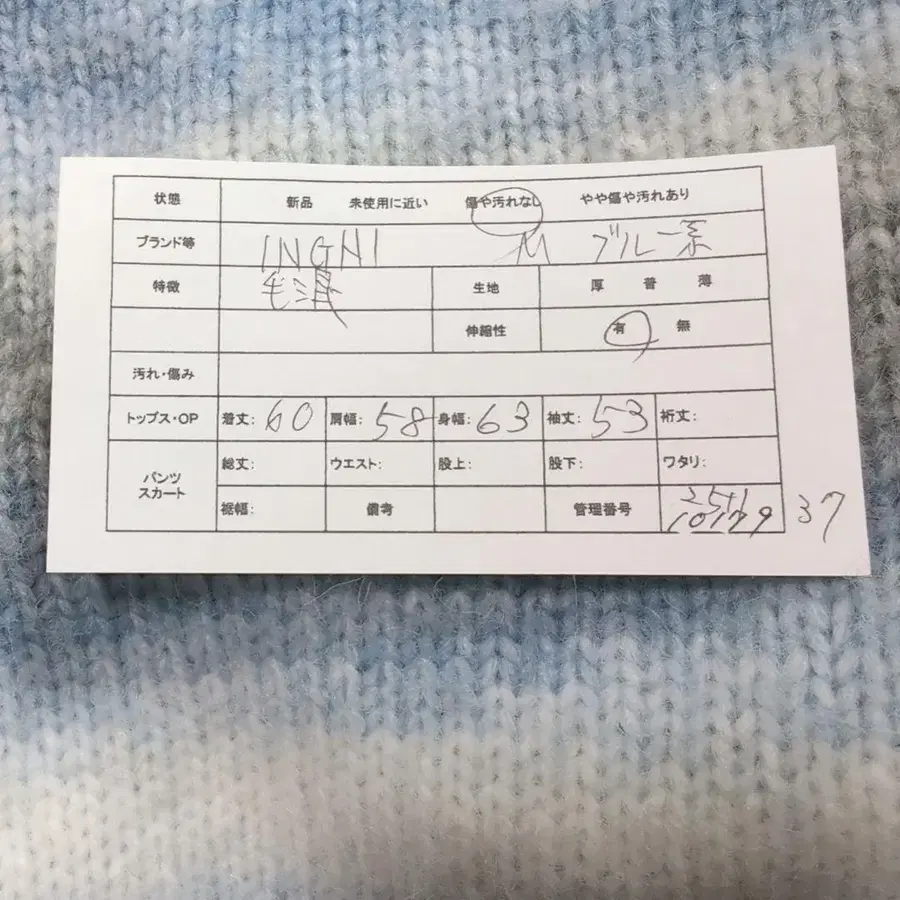 状態 新品 未使用に近い 傷や汚れなし やや傷や汚れあり
ブランド等 INGNI M ブルー系
特徴 毛混 生地 厚 普 薄
伸縮性 有 無
汚れ・傷み
トップス・OP 着丈: 60 肩幅: 58 身幅: 63 袖丈: 53 裄丈:
パンツ 総丈: ウエスト: 股上: 股下: ワタリ:
スカート
裾幅: 備考 管理番号 10179 37